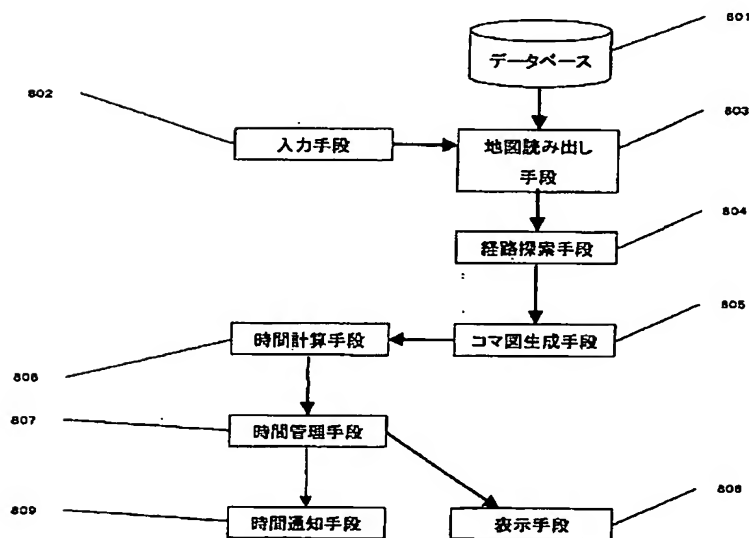 801
データベース
802
803
入力手段
地図読み出し
手段
804
経路探索手段
805
時間計算手段
コマ図生成手段
806
807
時間管理手段
808
809
時間通知手段
表示手段